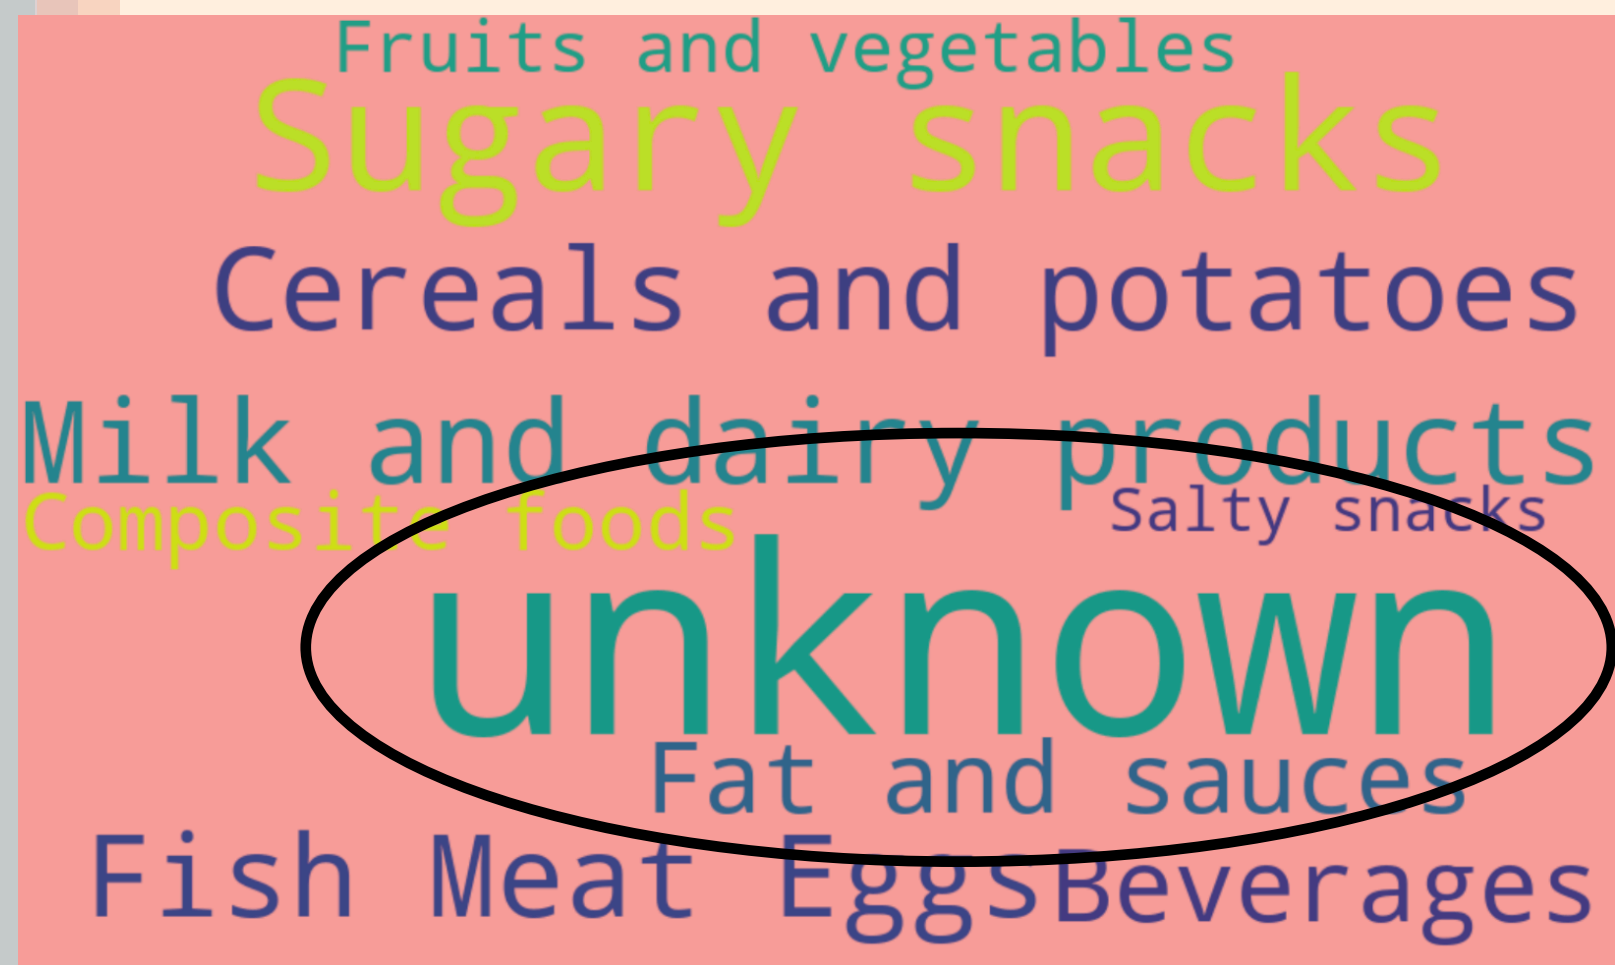 Fruits and vegetables
Sugary snacks
Cereals and potatoes
Milk and dairy products
Composite foods
Salty snacks
unknown
Fat and sauces
Fish Meat Eggs
Beverages